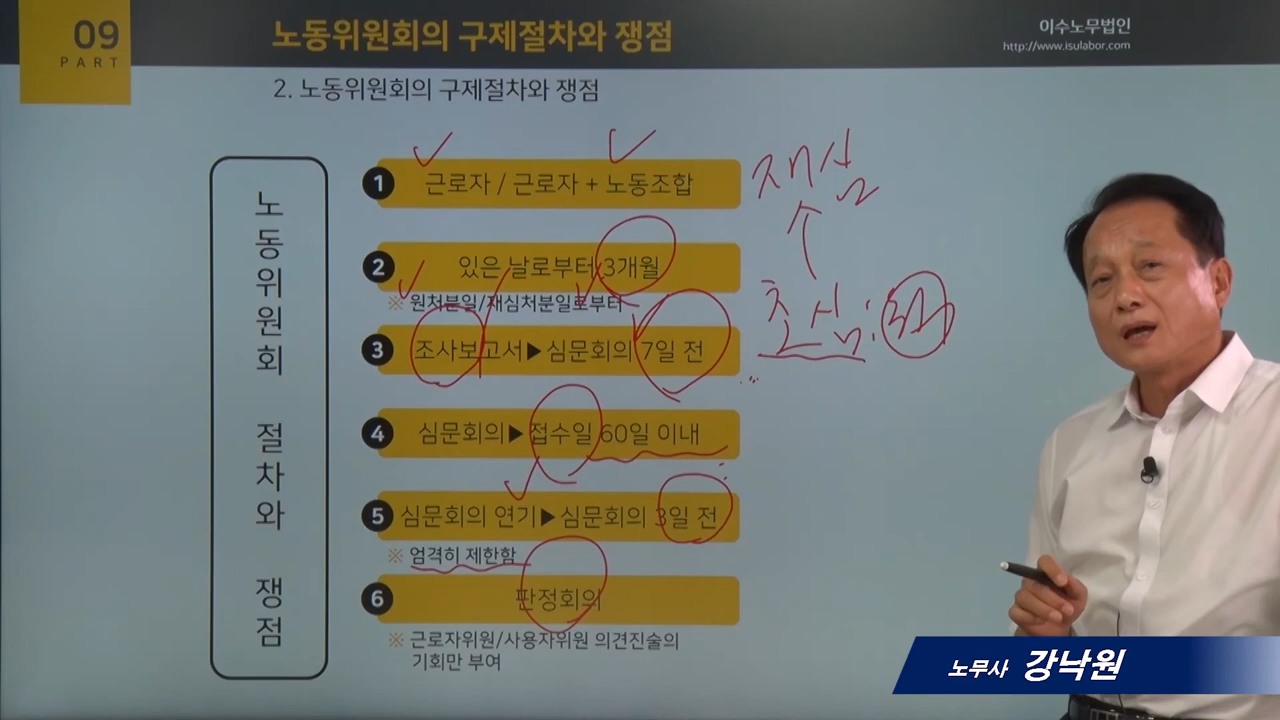 09
PART
노동위원회의 구제절차와 쟁점
이수노무법인
http://www.isulabor.com
2. 노동위원회의 구제절차와 쟁점
노동위원회 절차와 쟁점
1 근로자 / 근로자 + 노동조합
2 있은 날로부터 3개월
※ 원처분일/재심처분일로부터
3 조사보고서▶심문회의 7일 전
4 심문회의▶접수일 60일 이내
5 심문회의 연기▶심문회의 3일 전
※ 엄격히 제한함
6 판정회의
※ 근로자위원/사용자위원 의견진술의
기회만 부여
재심
초심:
노무사 강낙원